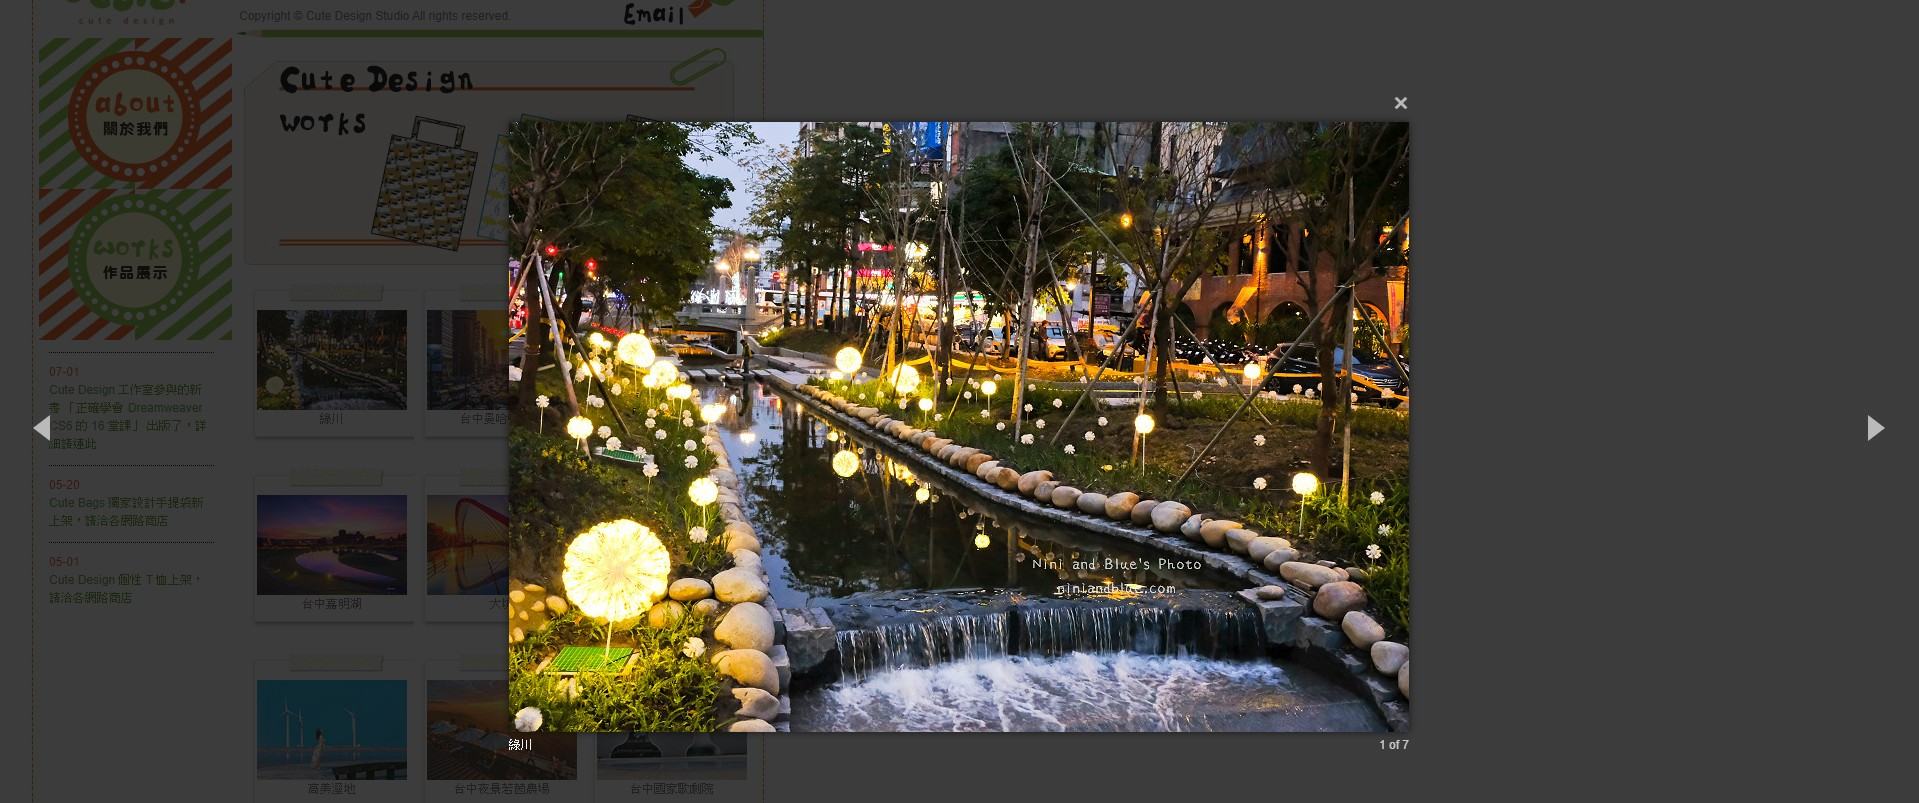 cute design
Copyright © Cute Design Studio All rights reserved.
Email
about
關於我們
works
作品展示
Cute Design
works
07-01
Cute Design 工作室參與的新
書「正確學會 Dreamweaver
CS6 的 16 堂課」出版了，詳
細請連此
05-20
Cute Bags 獨家設計手提袋新
上架，請洽各網路商店
05-01
Cute Design 個性 T 恤上架，
請洽各網路商店
綠川
台中嘉明湖
高美溼地
台中夜景若茵農場
台中國家歌劇院
Nini and Blue's Photo
niniandblue.com
綠川
1 of 7